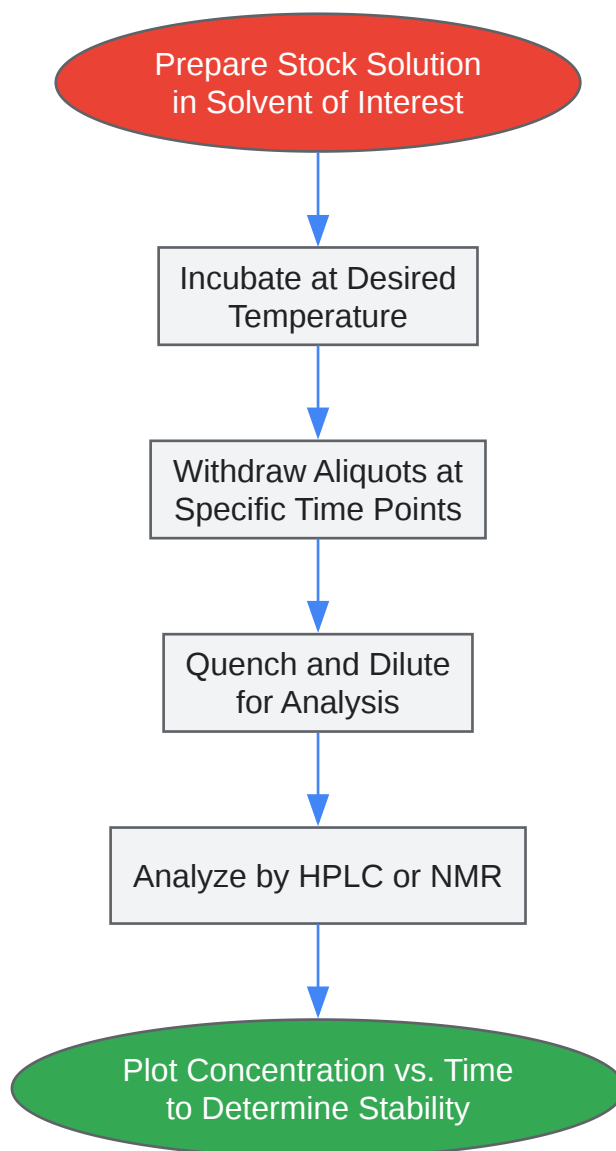 Prepare Stock Solution
in Solvent of Interest
Incubate at Desired
Temperature
Withdraw Aliquots at
Specific Time Points
Quench and Dilute
for Analysis
Analyze by HPLC or NMR
Plot Concentration vs. Time
to Determine Stability